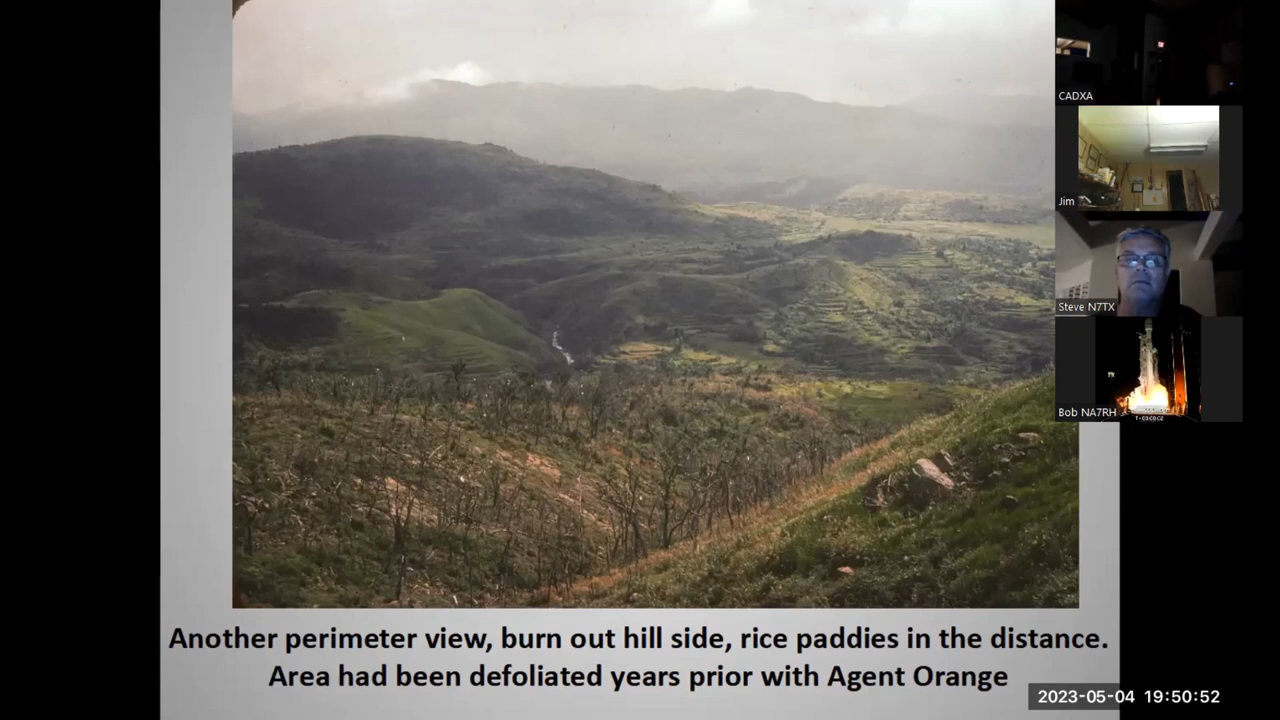 CADXA
Jim
Steve N7TX
Bob NA7RH
Another perimeter view, burn out hill side, rice paddies in the distance.
Area had been defoliated years prior with Agent Orange
2023-05-04 19:50:52